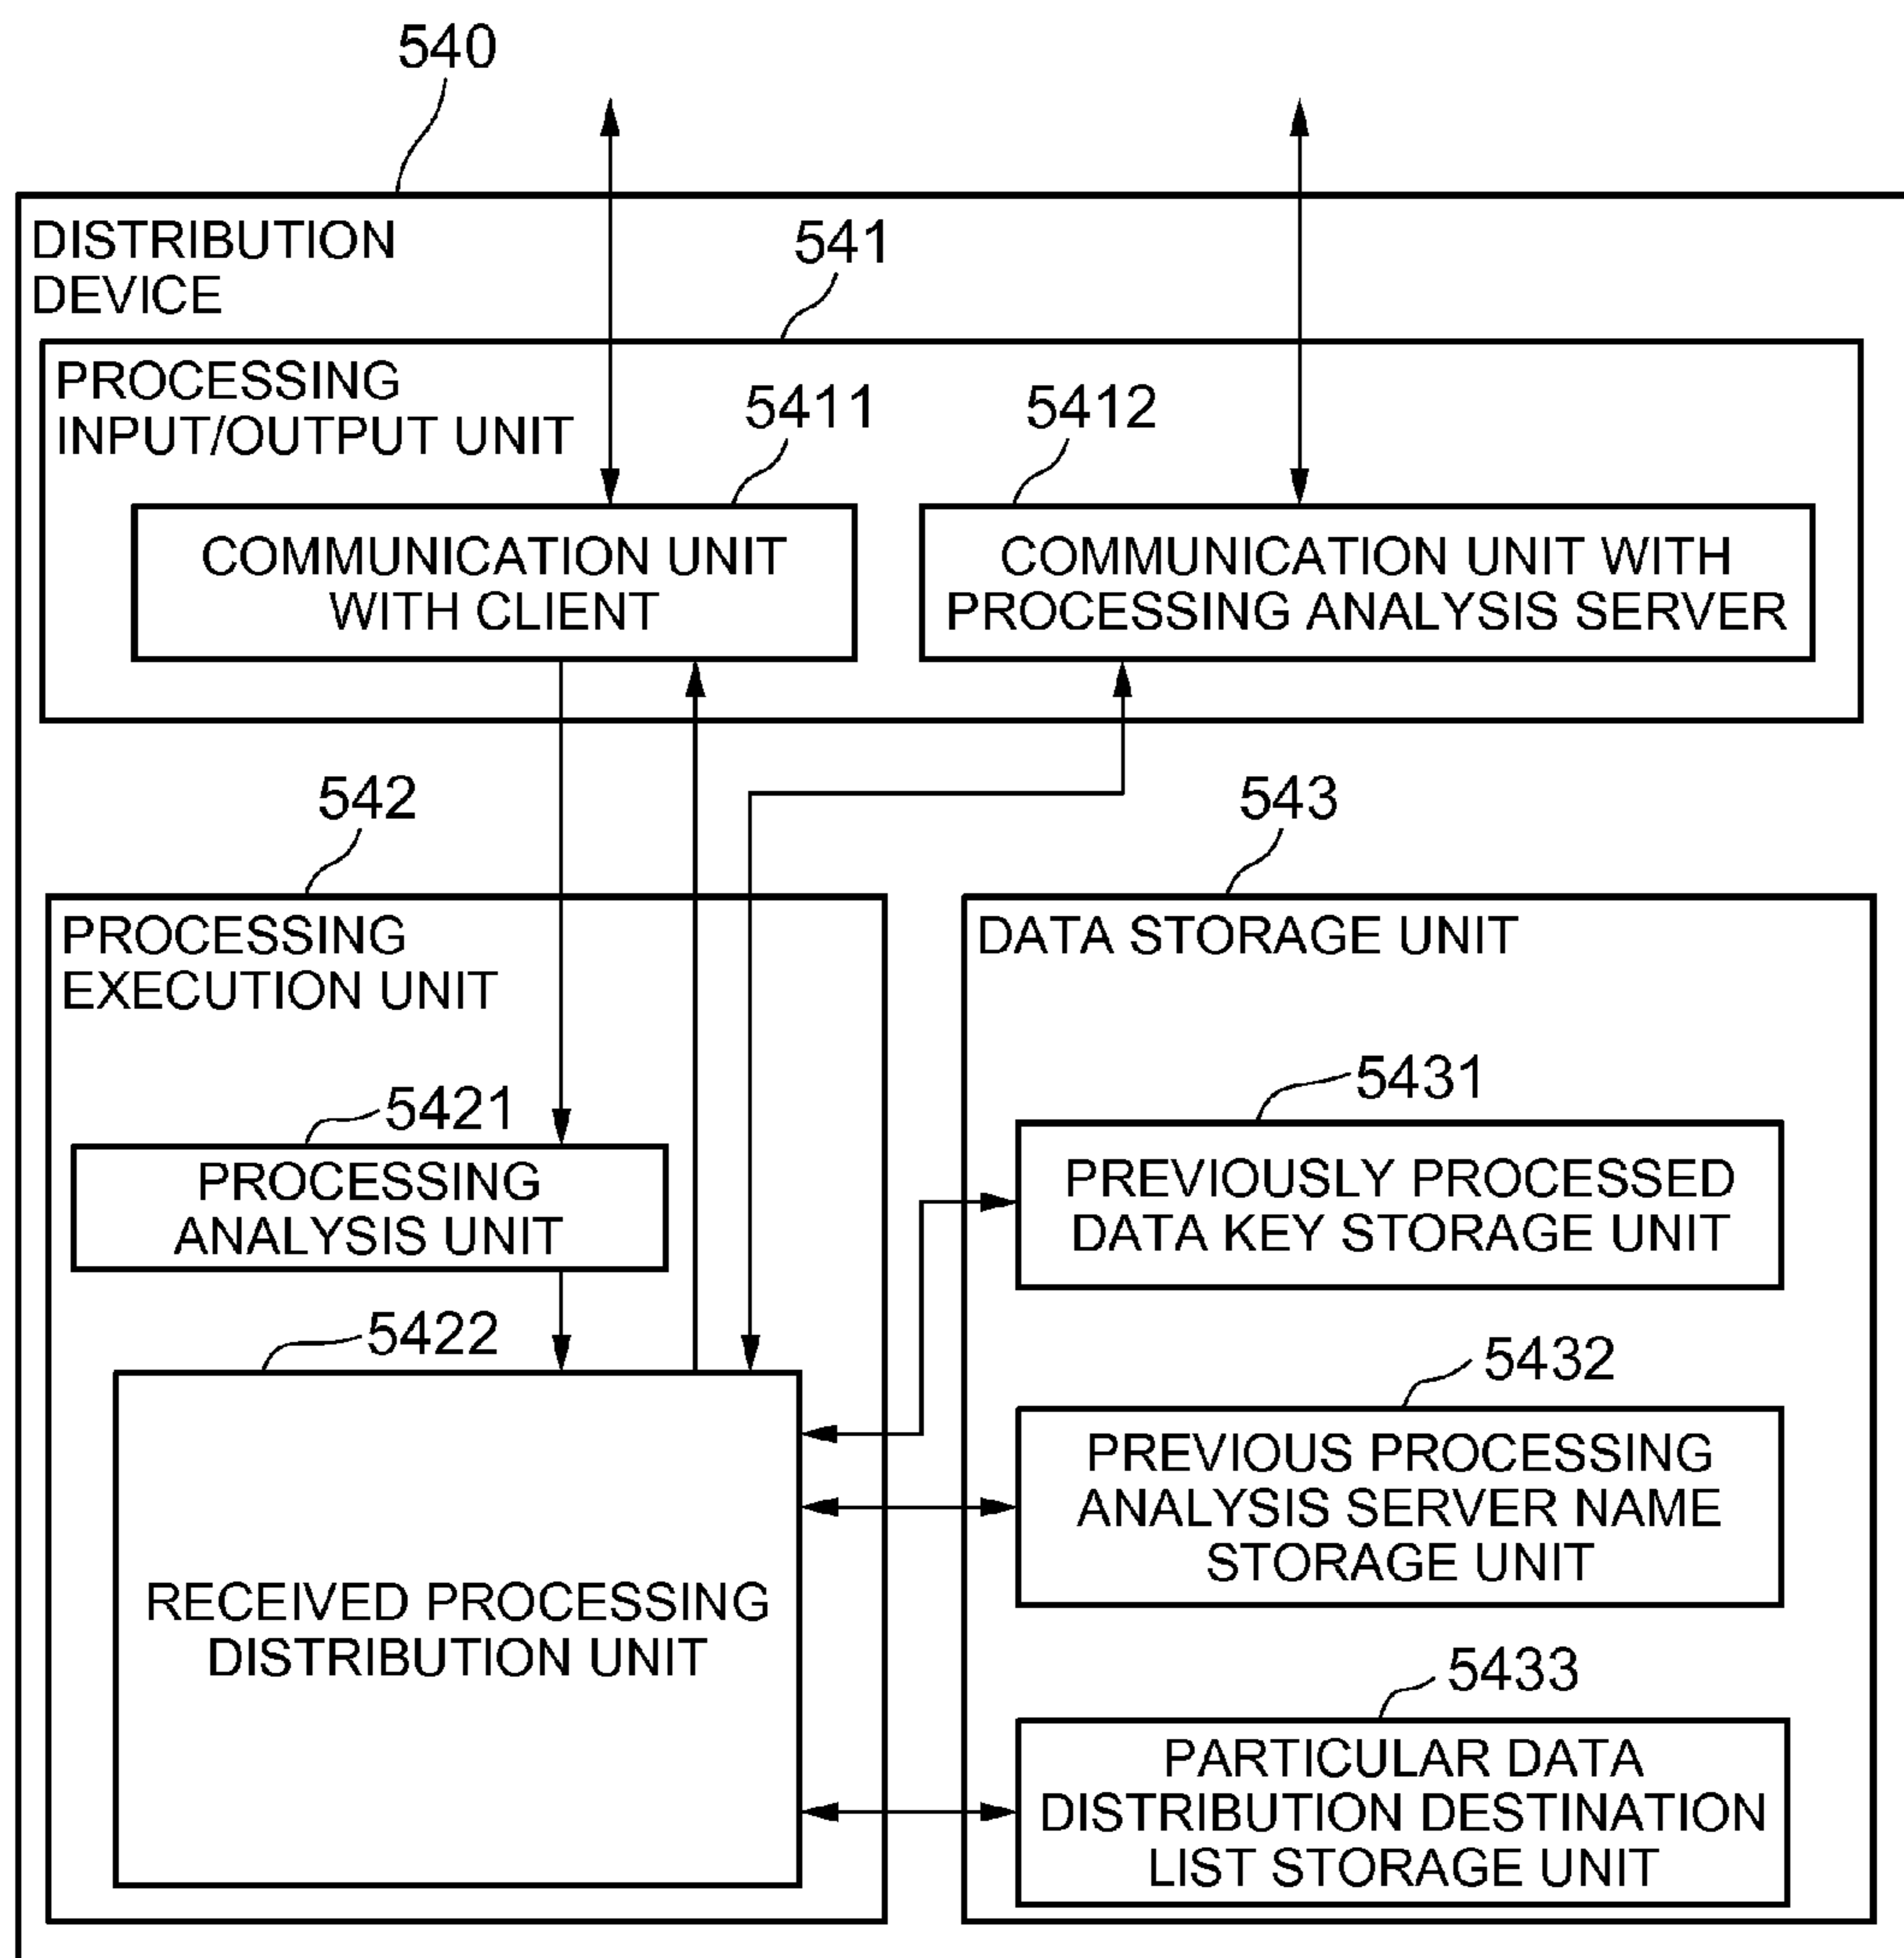 540
DISTRIBUTION
DEVICE
541
PROCESSING
INPUT/OUTPUT UNIT
5411
5412
COMMUNICATION UNIT
WITH CLIENT
COMMUNICATION UNIT WITH
PROCESSING ANALYSIS SERVER
542
543
PROCESSING
EXECUTION UNIT
DATA STORAGE UNIT
5421
PROCESSING
ANALYSIS UNIT
5431
PREVIOUSLY PROCESSED
DATA KEY STORAGE UNIT
5422
RECEIVED PROCESSING
DISTRIBUTION UNIT
5432
PREVIOUS PROCESSING
ANALYSIS SERVER NAME
STORAGE UNIT
5433
PARTICULAR DATA
DISTRIBUTION DESTINATION
LIST STORAGE UNIT